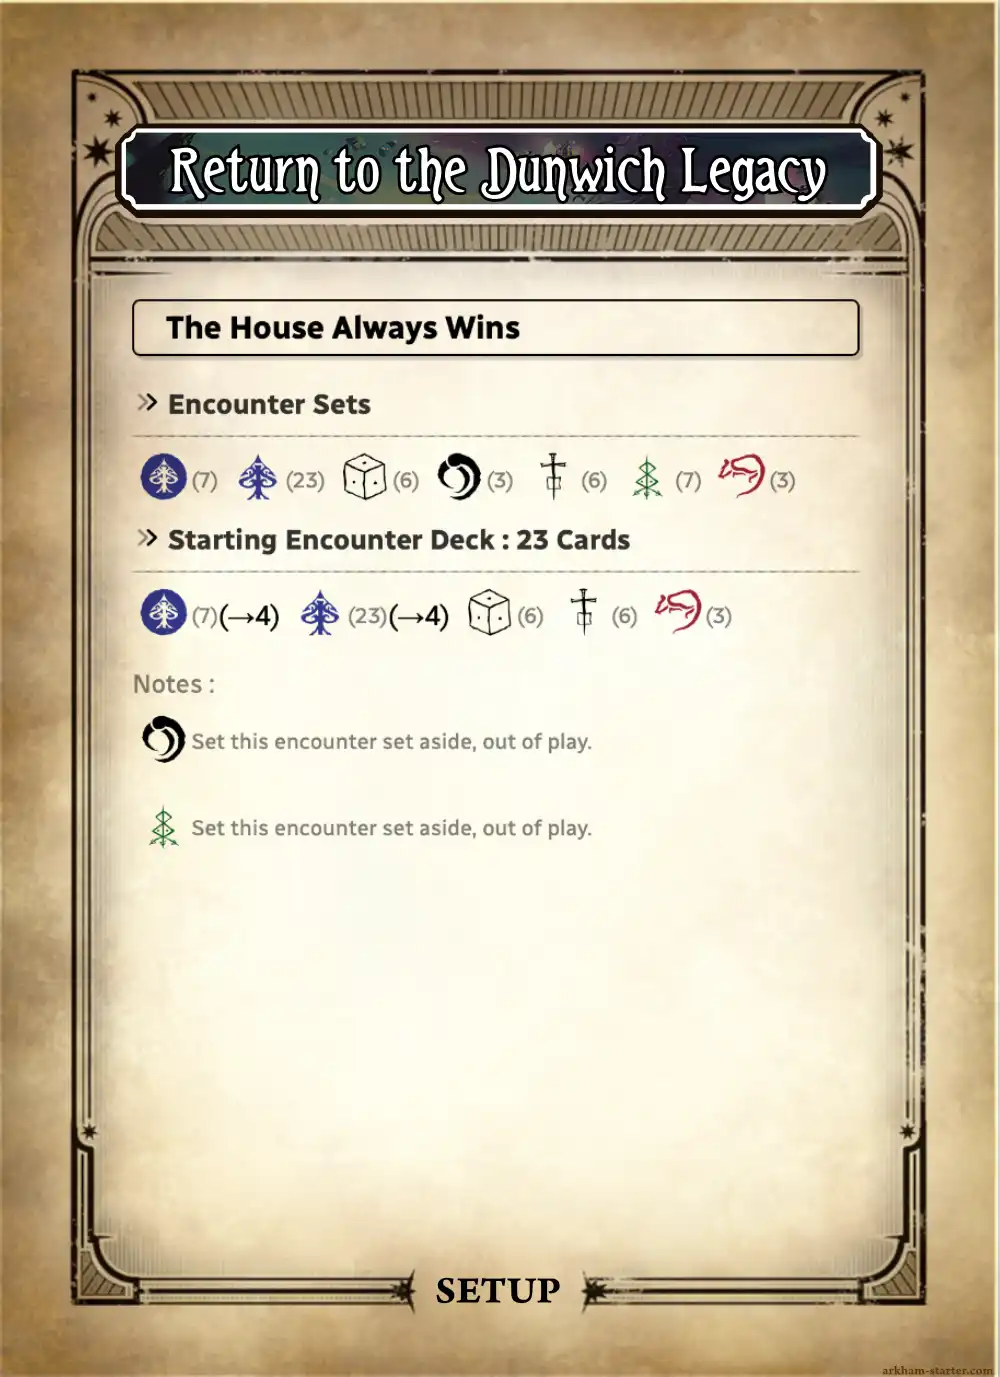 Return to the Dunwich Legacy
The House Always Wins
» Encounter Sets
(7) (23) (6) (3) (6) (7) (3)
» Starting Encounter Deck : 23 Cards
(7)(→4) (23)(→4) (6) (6) (3)
Notes :
Set this encounter set aside, out of play.
Set this encounter set aside, out of play.
SETUP
arkham-starter.com